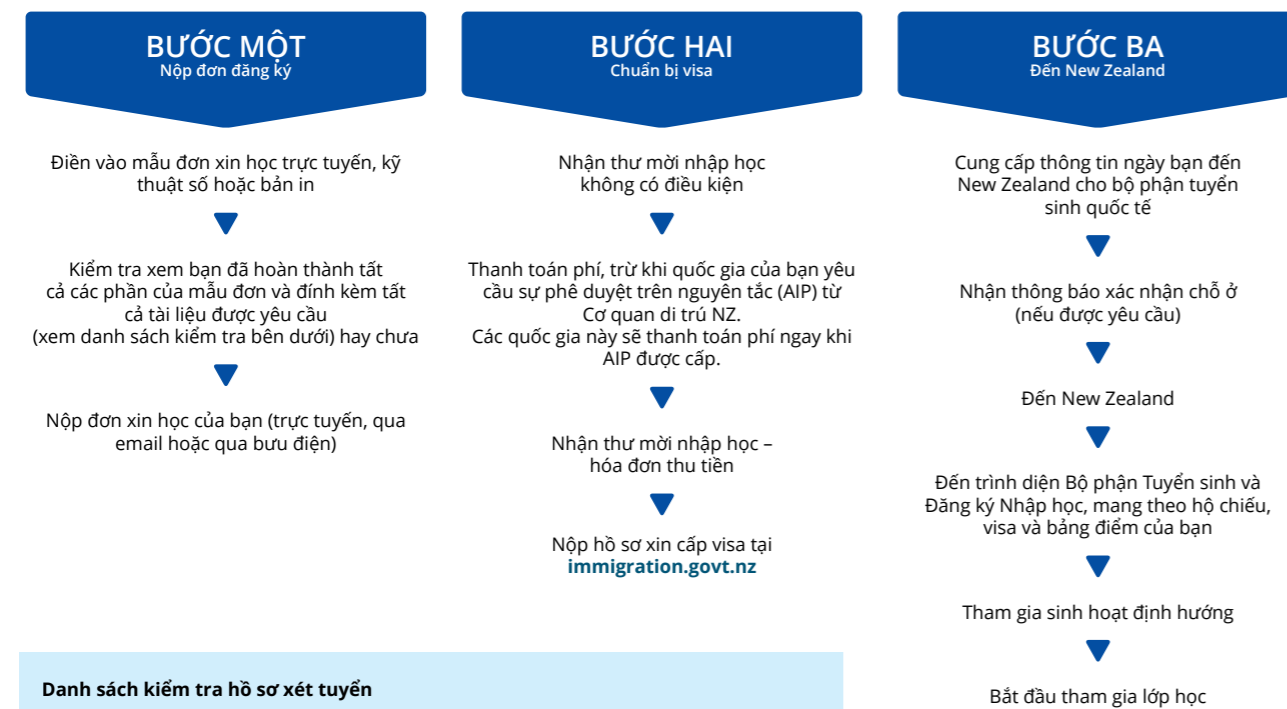 BƯỚC MỘT
Nộp đơn đăng ký
Điền vào mẫu đơn xin học trực tuyến, kỹ
thuật số hoặc bản in
Kiểm tra xem bạn đã hoàn thành tất
cả các phần của mẫu đơn và đính kèm tất
cả tài liệu được yêu cầu
(xem danh sách kiểm tra bên dưới) hay chưa
Nộp đơn xin học của bạn (trực tuyến, qua
email hoặc qua bưu điện)
BƯỚC HAI
Chuẩn bị visa
Nhận thư mời nhập học
không có điều kiện
Thanh toán phí, trừ khi quốc gia của bạn yêu
cầu sự phê duyệt trên nguyên tắc (AIP) từ
Cơ quan di trú NZ.
Các quốc gia này sẽ thanh toán phí ngay khi
AIP được cấp.
Nhận thư mời nhập học –
hóa đơn thu tiền
Nộp hồ sơ xin cấp visa tại
immigration.govt.nz
BƯỚC BA
Đến New Zealand
Cung cấp thông tin ngày bạn đến
New Zealand cho bộ phận tuyển
sinh quốc tế
Nhận thông báo xác nhận chỗ ở
(nếu được yêu cầu)
Đến New Zealand
Đến trình diện Bộ phận Tuyển sinh và
Đăng ký Nhập học, mang theo hộ chiếu,
visa và bảng điểm của bạn
Tham gia sinh hoạt định hướng
Bắt đầu tham gia lớp học
Danh sách kiểm tra hồ sơ xét tuyển